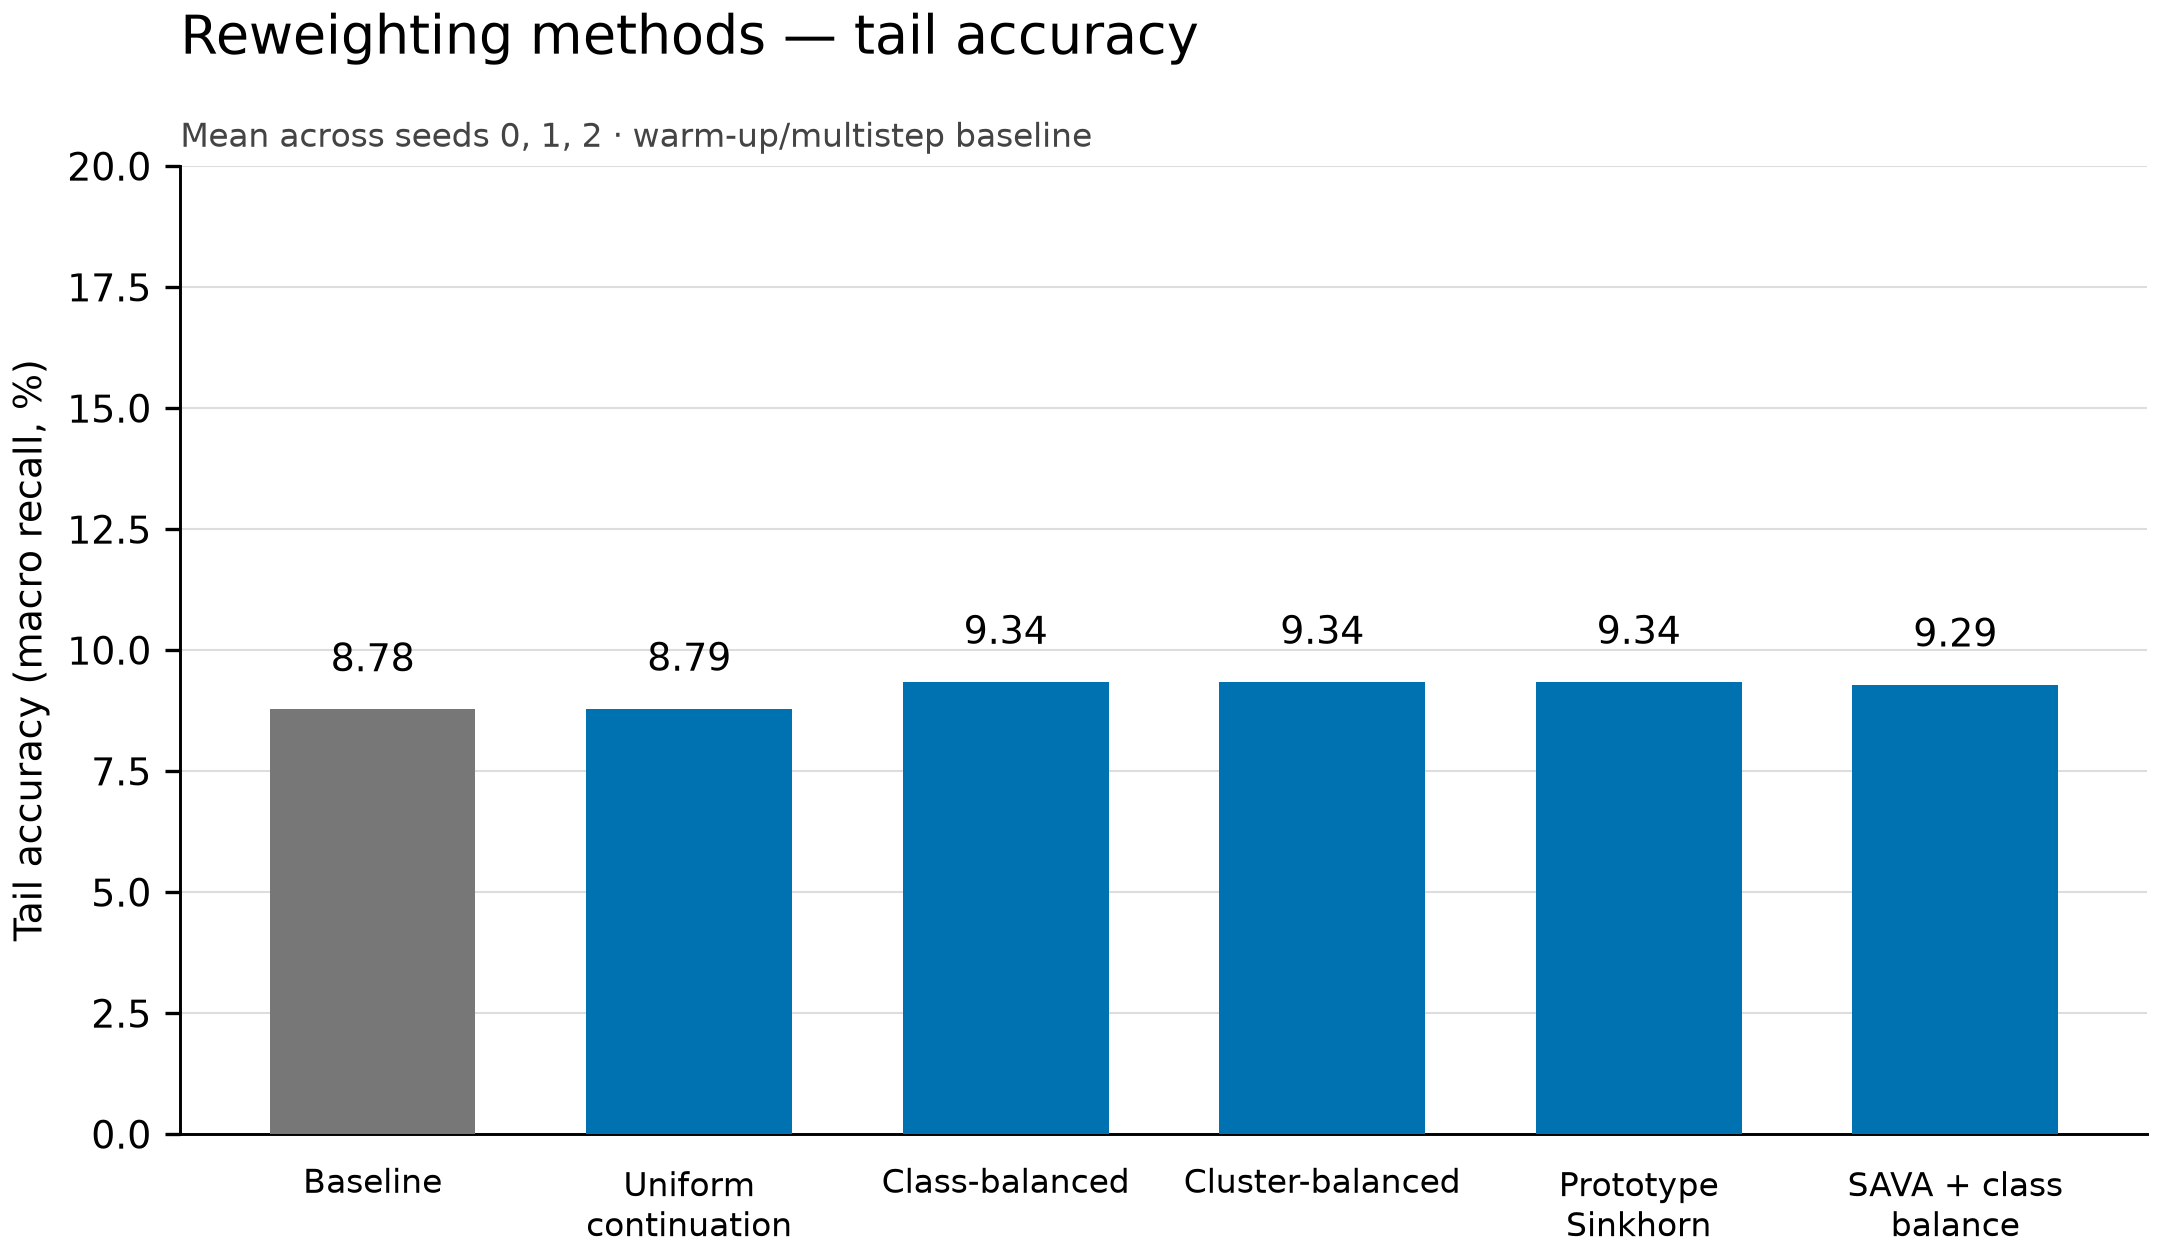 Reweighting methods — tail accuracy
Mean across seeds 0, 1, 2 · warm-up/multistep baseline
Tail accuracy (macro recall, %)
20.0
17.5
15.0
12.5
10.0
7.5
5.0
2.5
0.0
8.78
8.79
9.34
9.34
9.34
9.29
Baseline
Uniform
continuation
Class-balanced
Cluster-balanced
Prototype
Sinkhorn
SAVA + class
balance